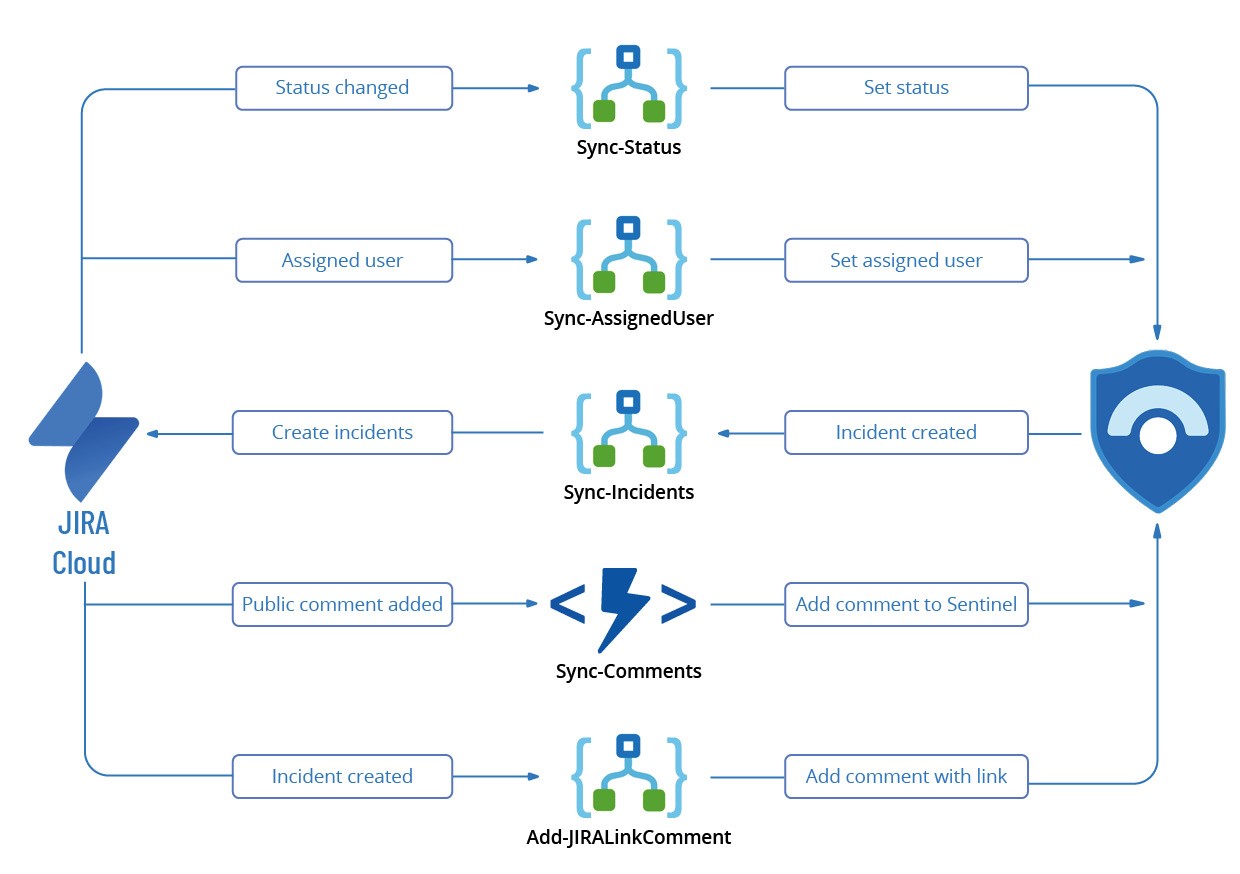 Status changed
Set status
Sync-Status
Assigned user
Set assigned user
Sync-AssignedUser
Create incidents
Incident created
Sync-Incidents
JIRA
Cloud
Public comment added
Add comment to Sentinel
Sync-Comments
Incident created
Add comment with link
Add-JIRALinkComment